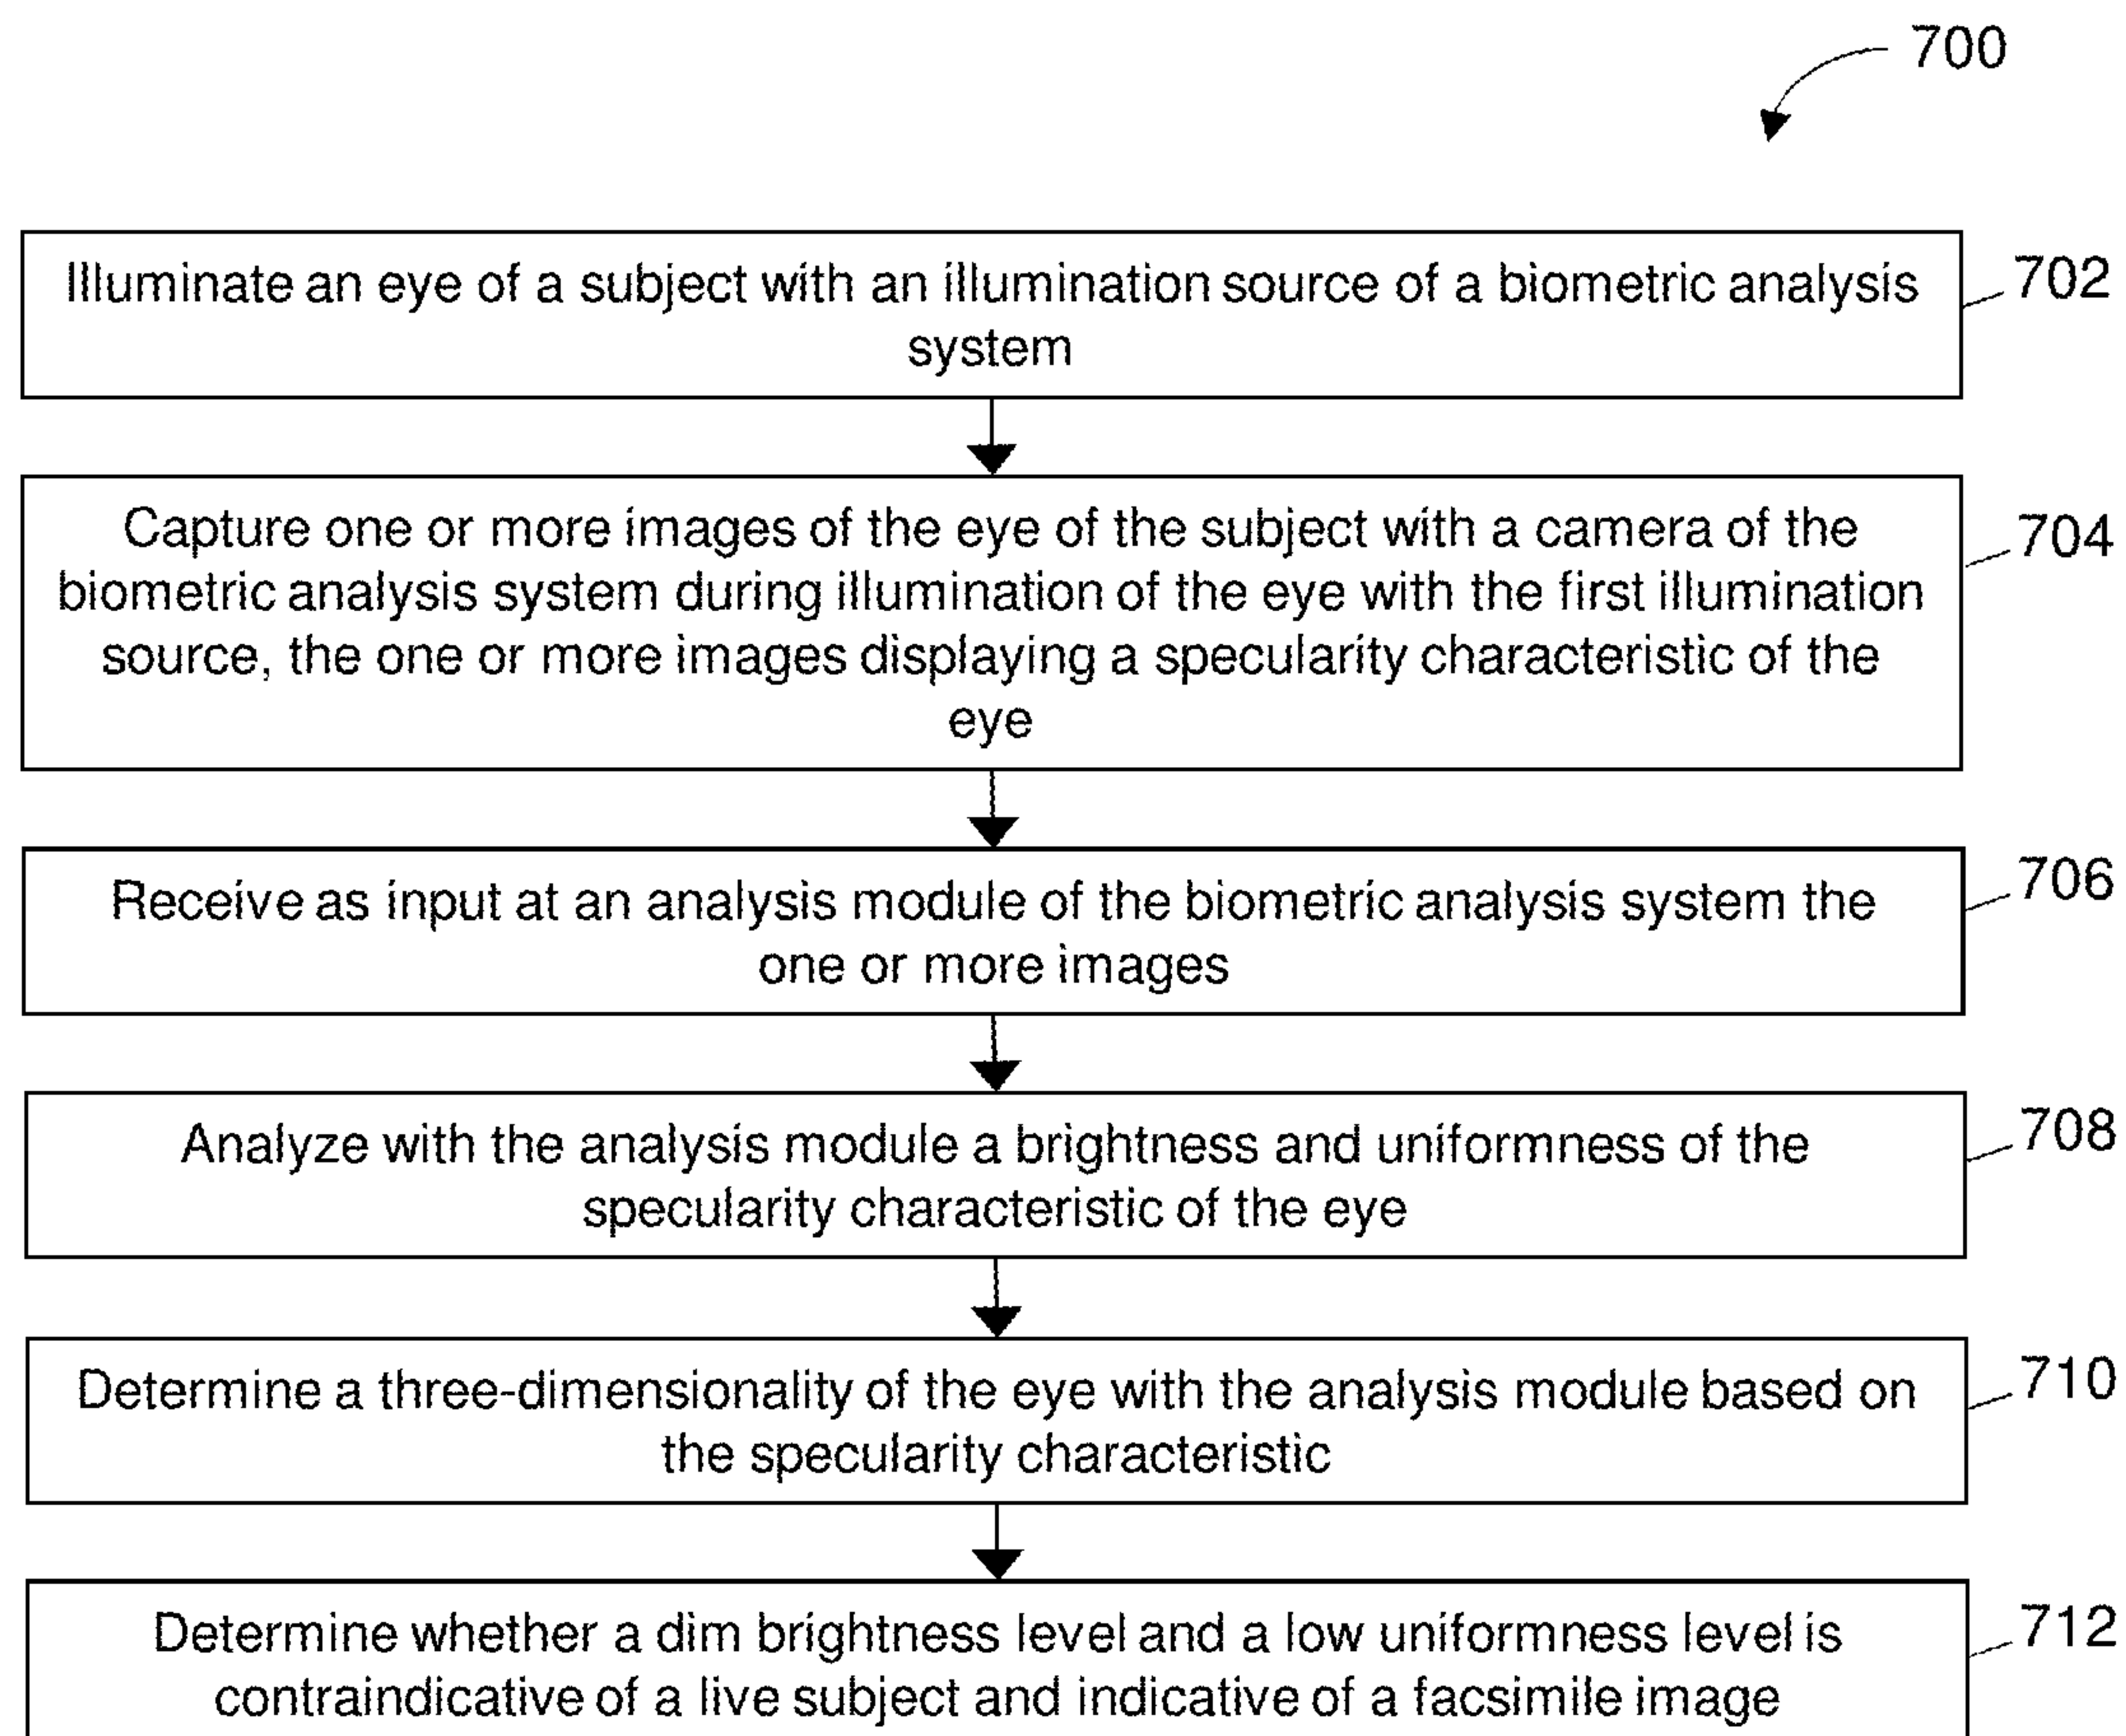 700
Illuminate an eye of a subject with an illumination source of a biometric analysis
system
702
Capture one or more images of the eye of the subject with a camera of the
biometric analysis system during illumination of the eye with the first illumination
source, the one or more images displaying a specularity characteristic of the
eye
704
Receive as input at an analysis module of the biometric analysis system the
one or more images
706
Analyze with the analysis module a brightness and uniformness of the
specularity characteristic of the eye
708
Determine a three-dimensionality of the eye with the analysis module based on
the specularity characteristic
710
Determine whether a dim brightness level and a low uniformness level is
contraindicative of a live subject and indicative of a facsimile image
712